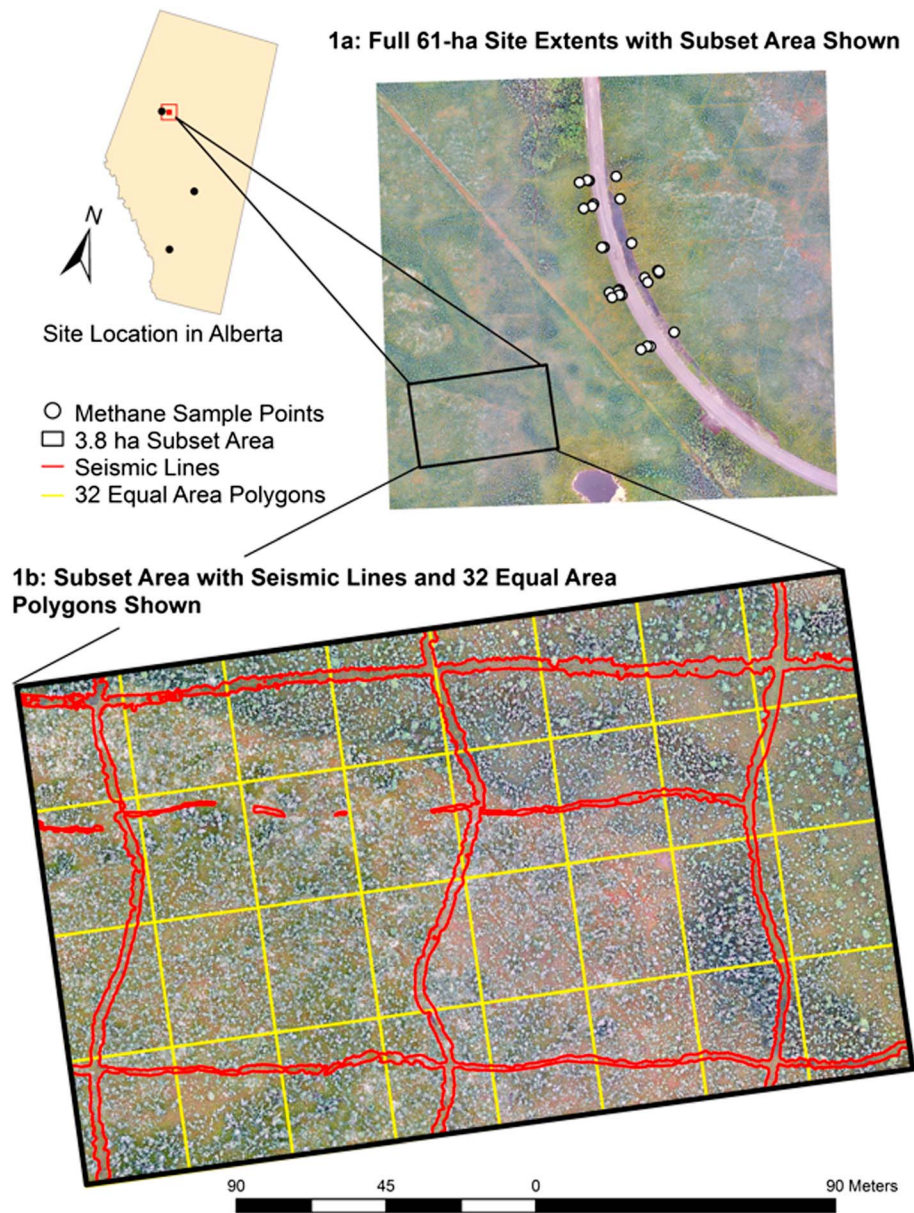 1a: Full 61-ha Site Extents with Subset Area Shown
N
Site Location in Alberta
Methane Sample Points
3.8 ha Subset Area
Seismic Lines
32 Equal Area Polygons
1b: Subset Area with Seismic Lines and 32 Equal Area
Polygons Shown
90 45 0 90 Meters